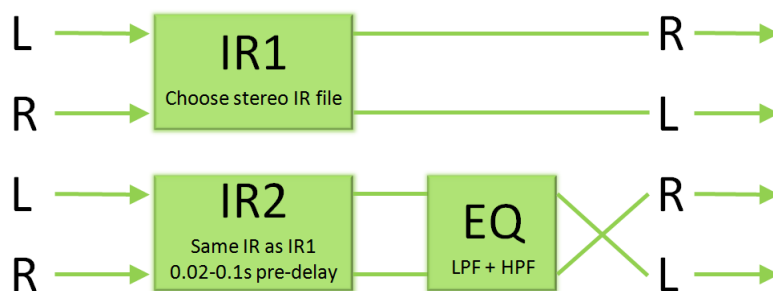 L
IR1
R
Choose stereo IR file
R
L
L
IR2
R
Same IR as IR1
EQ
R
0.02-0.1s pre-delay
LPF + HPF
L